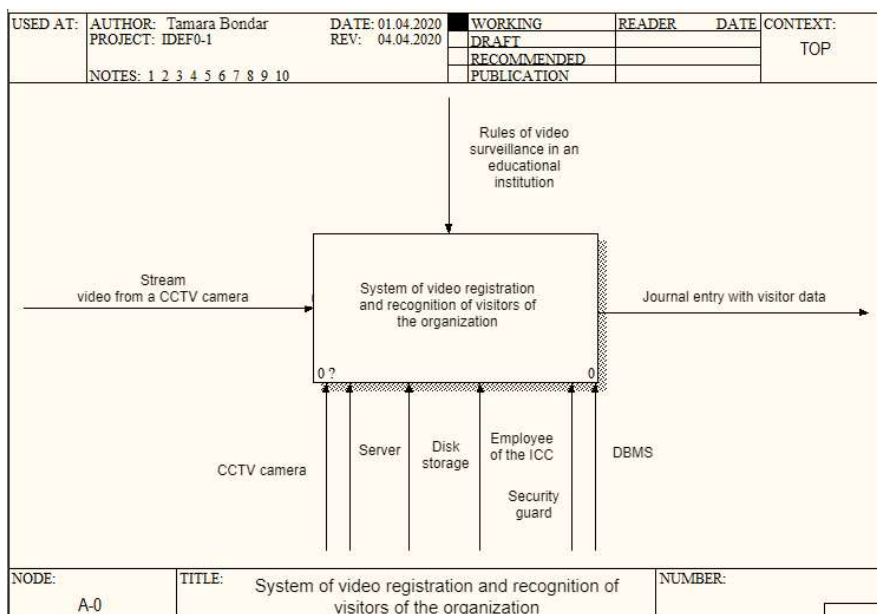 USED AT:
AUTHOR: Tamara Bondar
DATE: 01.04.2020
PROJECT: IDEF0-1
REV: 04.04.2020
NOTES: 1 2 3 4 5 6 7 8 9 10
WORKING
DRAFT
RECOMMENDED
PUBLICATION
READER DATE
CONTEXT:
TOP
Rules of video
surveillance in an
educational
institution
Stream
video from a CCTV camera
System of video registration
and recognition of visitors of
the organization
0 ?
0
Journal entry with visitor data
CCTV camera
Server
Disk
storage
Employee
of the ICC
Security
guard
DBMS
NODE:
A-0
TITLE:
System of video registration and recognition of
visitors of the organization
NUMBER: